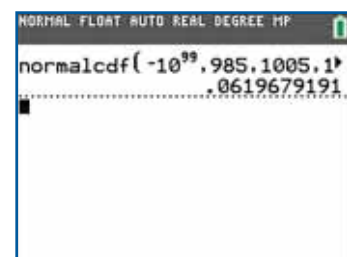 NORMAL FLOAT AUTO REAL DEGREE MP
normalcdf(-10⁹⁹,985,1005,1▸
.0619679191